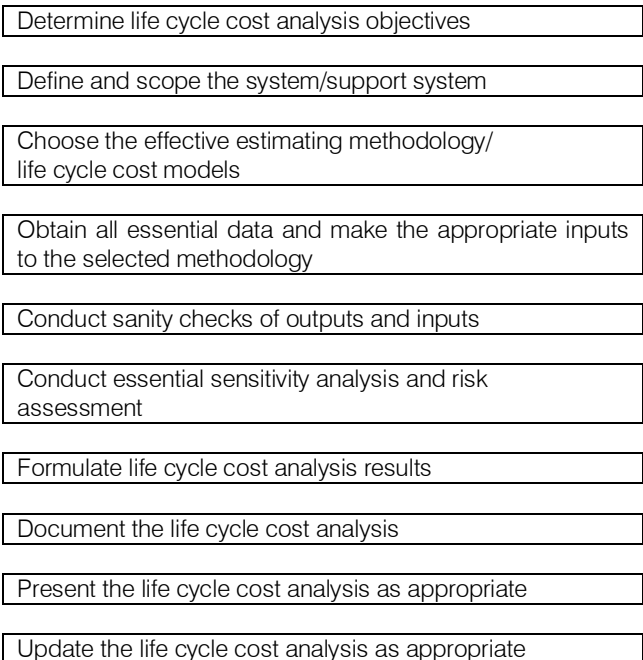 Determine life cycle cost analysis objectives
Define and scope the system/support system
Choose the effective estimating methodology/
life cycle cost models
Obtain all essential data and make the appropriate inputs
to the selected methodology
Conduct sanity checks of outputs and inputs
Conduct essential sensitivity analysis and risk
assessment
Formulate life cycle cost analysis results
Document the life cycle cost analysis
Present the life cycle cost analysis as appropriate
Update the life cycle cost analysis as appropriate